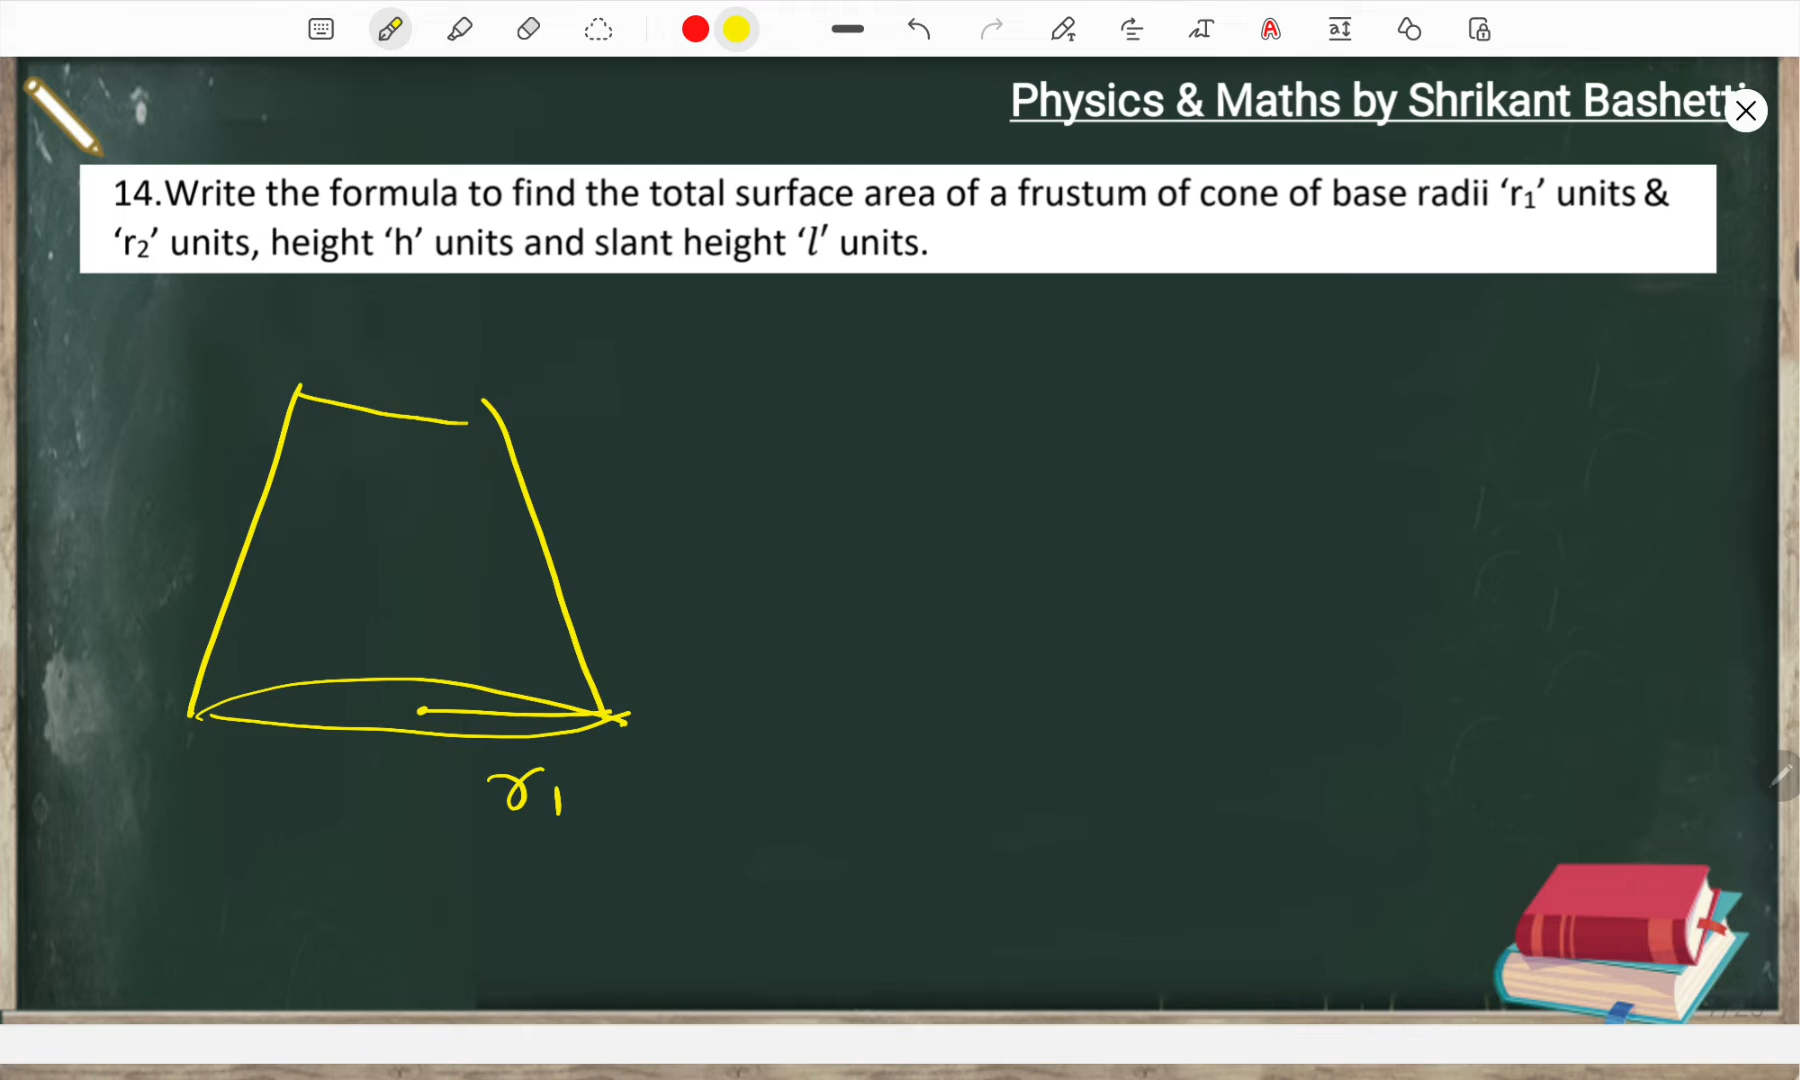 Physics & Maths by Shrikant Bashetti
14.Write the formula to find the total surface area of a frustum of cone of base radii ‘r₁’ units &
‘r₂’ units, height ‘h’ units and slant height ‘l’ units.
r₁